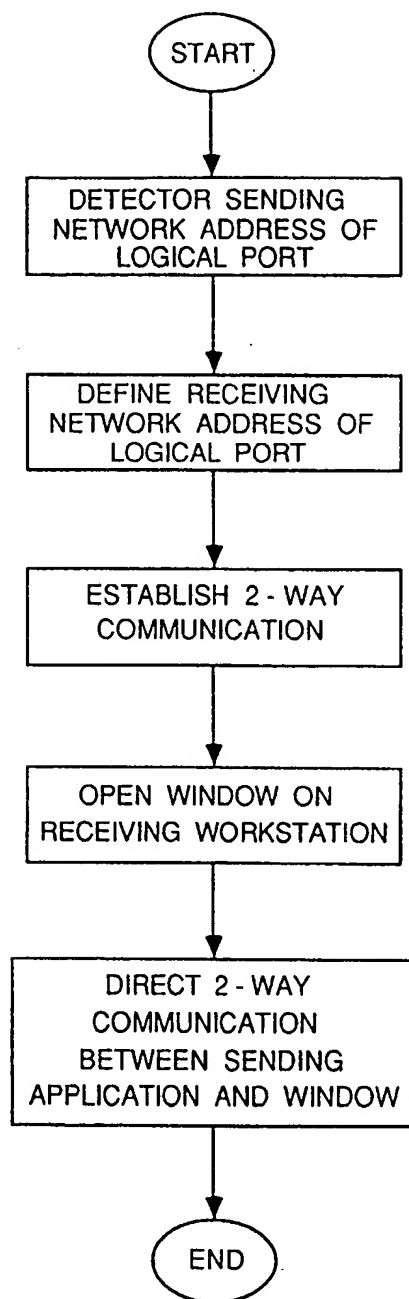 START
DETECTOR SENDING
NETWORK ADDRESS OF
LOGICAL PORT
DEFINE RECEIVING
NETWORK ADDRESS OF
LOGICAL PORT
ESTABLISH 2 - WAY
COMMUNICATION
OPEN WINDOW ON
RECEIVING WORKSTATION
DIRECT 2 - WAY
COMMUNICATION
BETWEEN SENDING
APPLICATION AND WINDOW
END